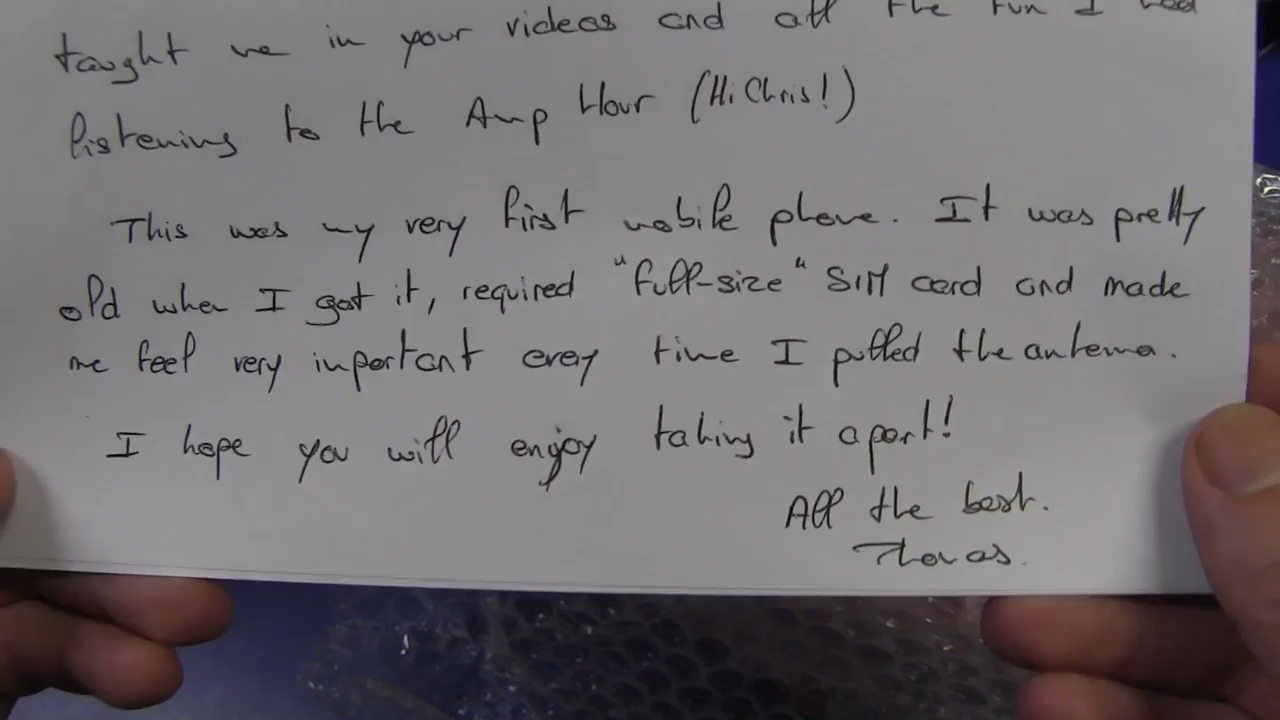 taught me in your videos and all the fun I had
listening to the Amp Hour (Hi Chris!)
This was my very first mobile phone. It was pretty
old when I got it, required "full-size" SIM card and made
me feel very important every time I pulled the antenna.
I hope you will enjoy taking it apart!
All the best.
Thomas.